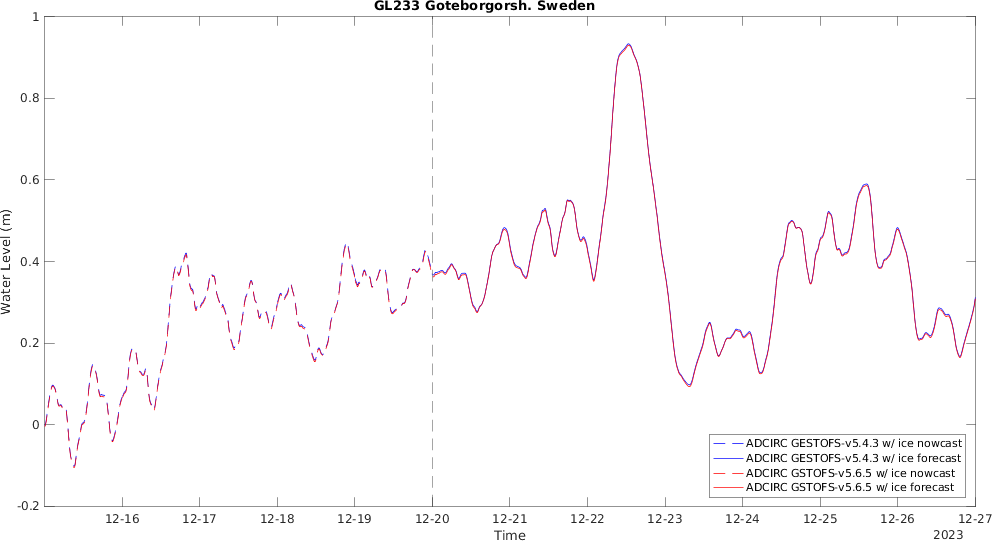 GL233 Goteborgorsh. Sweden
1
0.8
0.6
0.4
0.2
0
-0.2
Water Level (m)
12-16 12-17 12-18 12-19 12-20 12-21 12-22 12-23 12-24 12-25 12-26 12-27
Time
2023
ADCIRC GESTOFS-v5.4.3 w/ ice nowcast
ADCIRC GESTOFS-v5.4.3 w/ ice forecast
ADCIRC GSTOFS-v5.6.5 w/ ice nowcast
ADCIRC GSTOFS-v5.6.5 w/ ice forecast